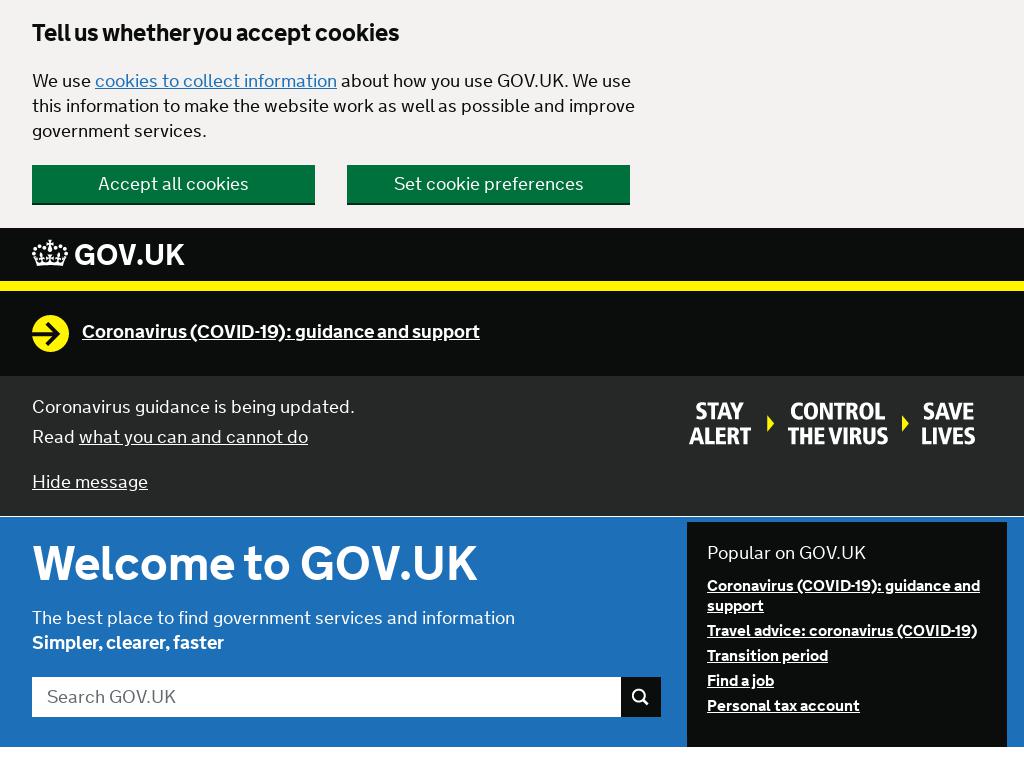 Tell us whether you accept cookies
We use cookies to collect information about how you use GOV.UK. We use
this information to make the website work as well as possible and improve
government services.
Accept all cookies
Set cookie preferences
GOV.UK
Coronavirus (COVID-19): guidance and support
Coronavirus guidance is being updated.
Read what you can and cannot do
Hide message
STAY
ALERT
CONTROL
THE VIRUS
SAVE
LIVES
Welcome to GOV.UK
The best place to find government services and information
Simpler, clearer, faster
Search GOV.UK
Popular on GOV.UK
Coronavirus (COVID-19): guidance and
support
Travel advice: coronavirus (COVID-19)
Transition period
Find a job
Personal tax account